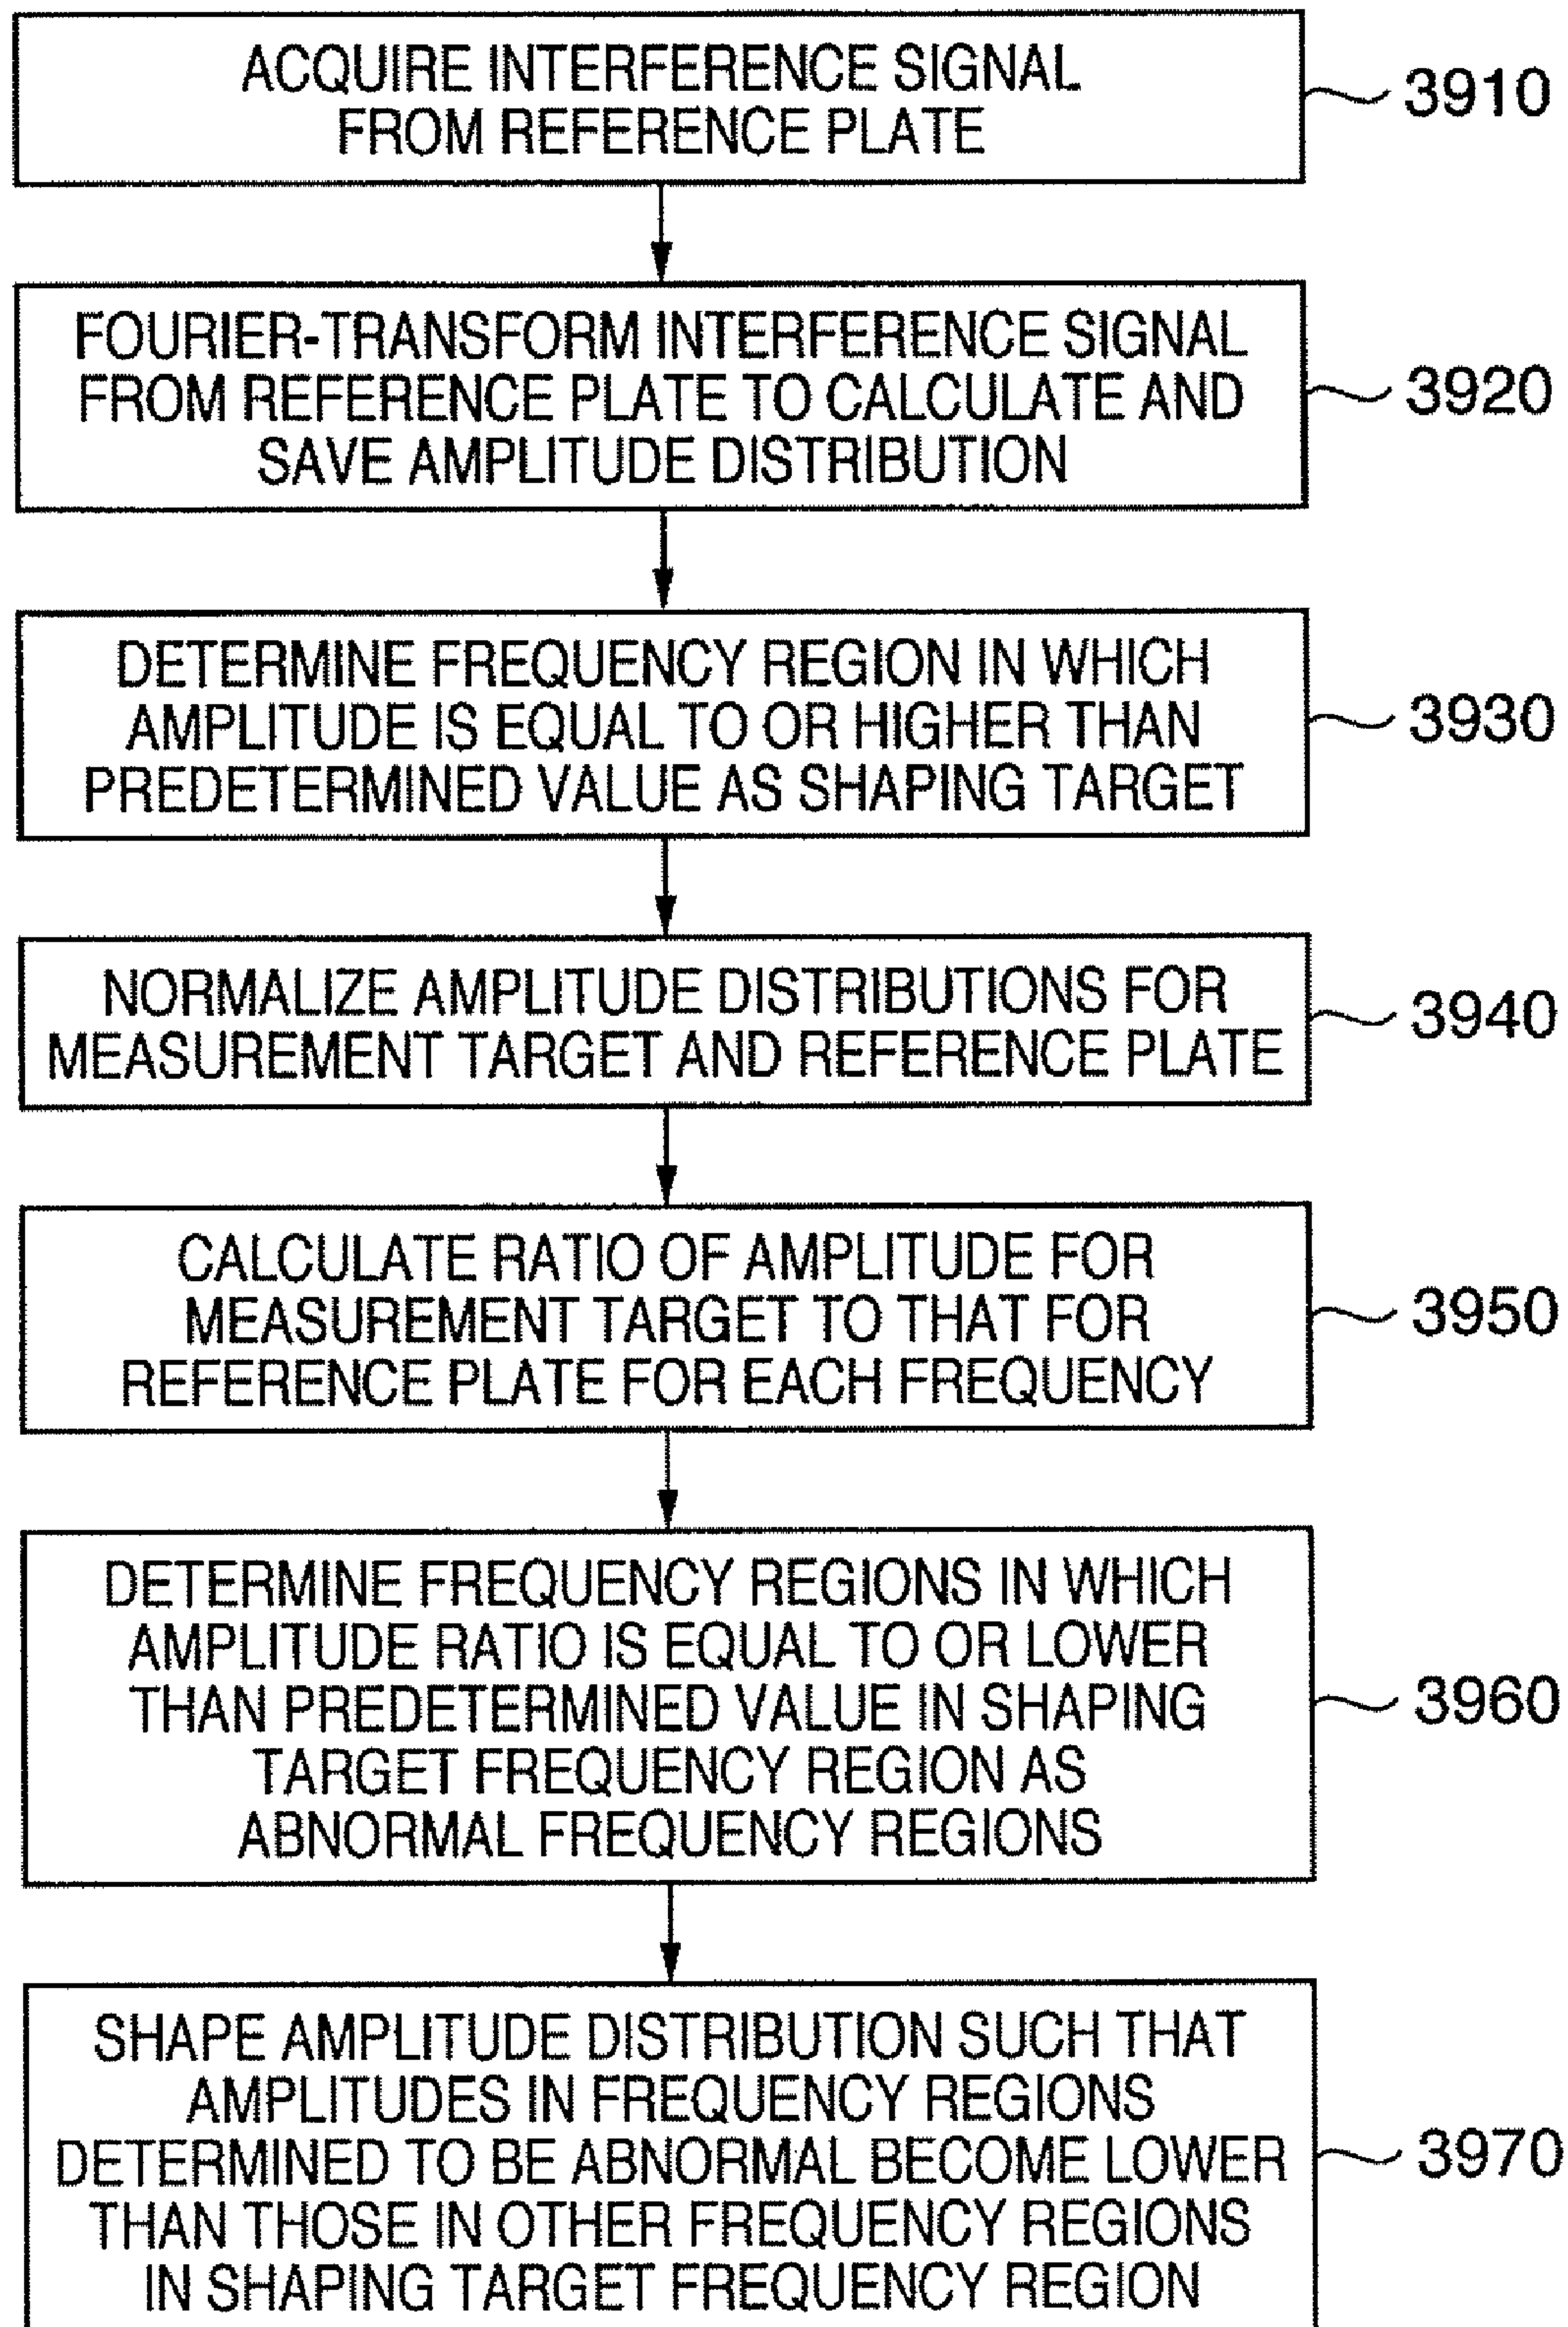 ACQUIRE INTERFERENCE SIGNAL
FROM REFERENCE PLATE
3910
FOURIER-TRANSFORM INTERFERENCE SIGNAL
FROM REFERENCE PLATE TO CALCULATE AND
SAVE AMPLITUDE DISTRIBUTION
3920
DETERMINE FREQUENCY REGION IN WHICH
AMPLITUDE IS EQUAL TO OR HIGHER THAN
PREDETERMINED VALUE AS SHAPING TARGET
3930
NORMALIZE AMPLITUDE DISTRIBUTIONS FOR
MEASUREMENT TARGET AND REFERENCE PLATE
3940
CALCULATE RATIO OF AMPLITUDE FOR
MEASUREMENT TARGET TO THAT FOR
REFERENCE PLATE FOR EACH FREQUENCY
3950
DETERMINE FREQUENCY REGIONS IN WHICH
AMPLITUDE RATIO IS EQUAL TO OR LOWER
THAN PREDETERMINED VALUE IN SHAPING
TARGET FREQUENCY REGION AS
ABNORMAL FREQUENCY REGIONS
3960
SHAPE AMPLITUDE DISTRIBUTION SUCH THAT
AMPLITUDES IN FREQUENCY REGIONS
DETERMINED TO BE ABNORMAL BECOME LOWER
THAN THOSE IN OTHER FREQUENCY REGIONS
IN SHAPING TARGET FREQUENCY REGION
3970